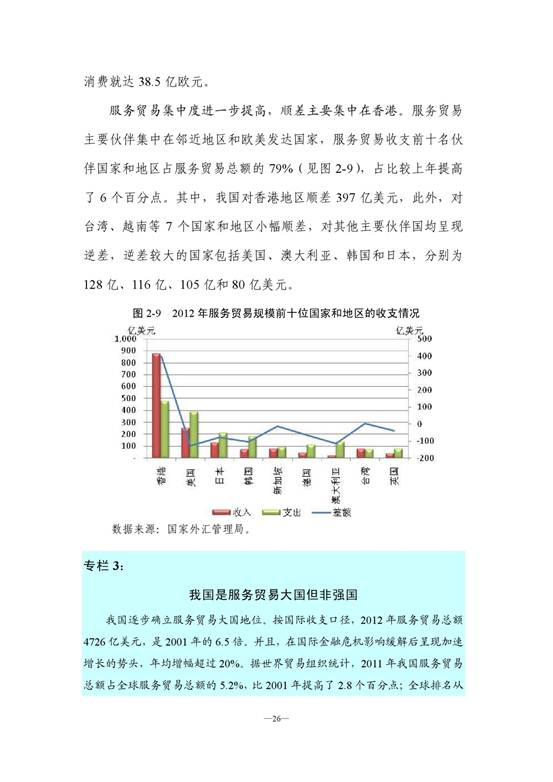 消费就达 38.5 亿欧元。
服务贸易集中度进一步提高，顺差主要集中在香港。服务贸易
主要伙伴集中在邻近地区和欧美发达国家，服务贸易收支前十名伙
伴国家和地区占服务贸易总额的 79%（见图 2-9），占比较上年提高
了 6 个百分点。其中，我国对香港地区顺差 397 亿美元，此外，对
台湾、越南等 7 个国家和地区小幅顺差，对其他主要伙伴国均呈现
逆差，逆差较大的国家包括美国、澳大利亚、韩国和日本，分别为
128 亿、116 亿、105 亿和 80 亿美元。
图 2-9 2012 年服务贸易规模前十位国家和地区的收支情况
亿美元 亿美元
1,000 500
900 400
800 300
700
600 200
500 100
400 0
300
200 -100
100
- -200
香港 美国 日本 韩国 新加坡 德国 澳大利亚 台湾 英国
收入 支出 差额
数据来源：国家外汇管理局。
专栏 3：
我国是服务贸易大国但非强国
我国逐步确立服务贸易大国地位。按国际收支口径，2012 年服务贸易总额
4726 亿美元，是 2001 年的 6.5 倍。并且，在国际金融危机影响缓解后呈现加速
增长的势头，年均增幅超过 20%。据世界贸易组织统计，2011 年我国服务贸易
总额占全球服务贸易总额的 5.2%，比 2001 年提高了 2.8 个百分点；全球排名从
—26—